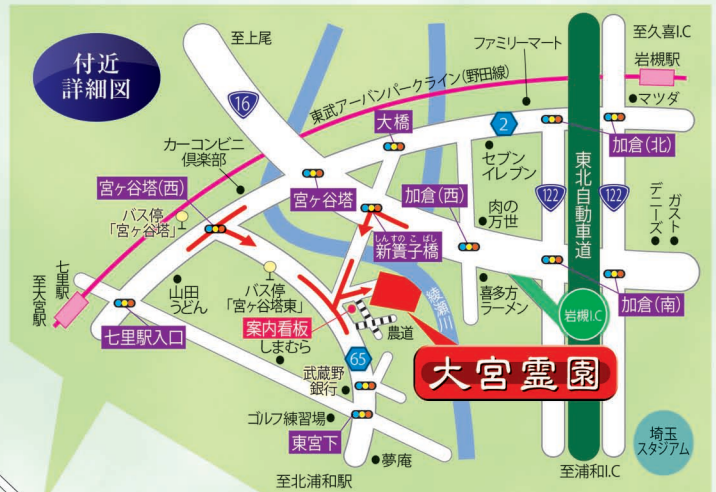 付近
詳細図
至上尾
ファミリーマート
至久喜I.C
岩槻駅
東武アーバンパークライン(野田線)
16
マツダ
2
大橋
加倉(北)
カーコンビニ
倶楽部
セブン
イレブン
宮ヶ谷塔(西)
宮ヶ谷塔
加倉(西)
122
東北自動車道
122
デニーズ
ガスト
バス停
「宮ヶ谷塔」
肉の
万世
しんすのこばし
新簀子橋
七里駅
至大宮駅
山田
うどん
バス停
「宮ヶ谷塔東」
綾瀬川
喜多方
ラーメン
岩槻I.C
加倉(南)
七里駅入口
案内看板
農道
しまむら
65
大宮霊園
武蔵野
銀行
ゴルフ練習場
東宮下
埼玉
スタジアム
夢庵
至北浦和駅
至浦和I.C